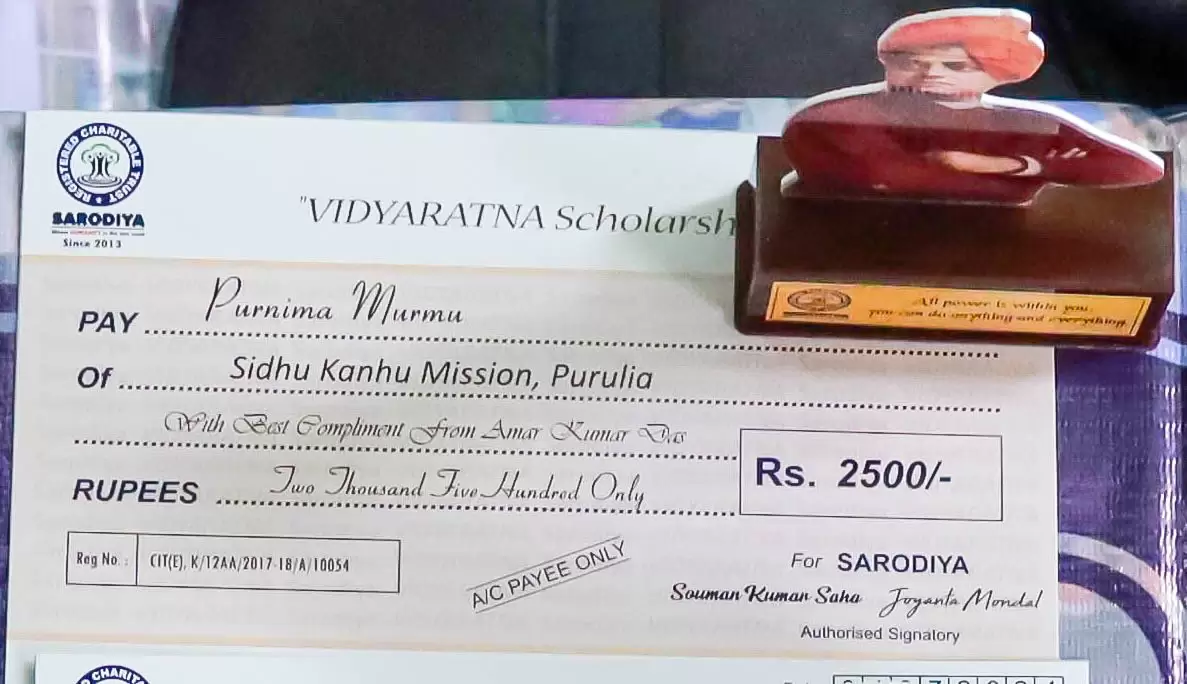 REGISTERED CHARITABLE TRUST
SARODIYA
Since 2013
"VIDYARATNA Scholarsh
All power is within you,
you can do anything and everything.
PAY Purnima Murmu
Of Sidhu Kanhu Mission, Purulia
With Best Compliment From Amar Kumar Das
RUPEES Two Thousand Five Hundred Only
Rs. 2500/-
Reg No. : CIT(E), K/12AA/2017-18/A/10054
A/C PAYEE ONLY
For SARODIYA
Souman Kumar Saha Joyanta Mondal
Authorised Signatory
CHARITA